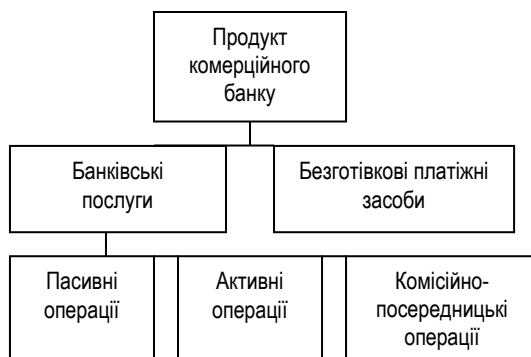 Продукт
комерційного
банку
Банківські
послуги
Безготівкові платіжні
засоби
Пасивні
операції
Активні
операції
Комісійно-
посередницькі
операції